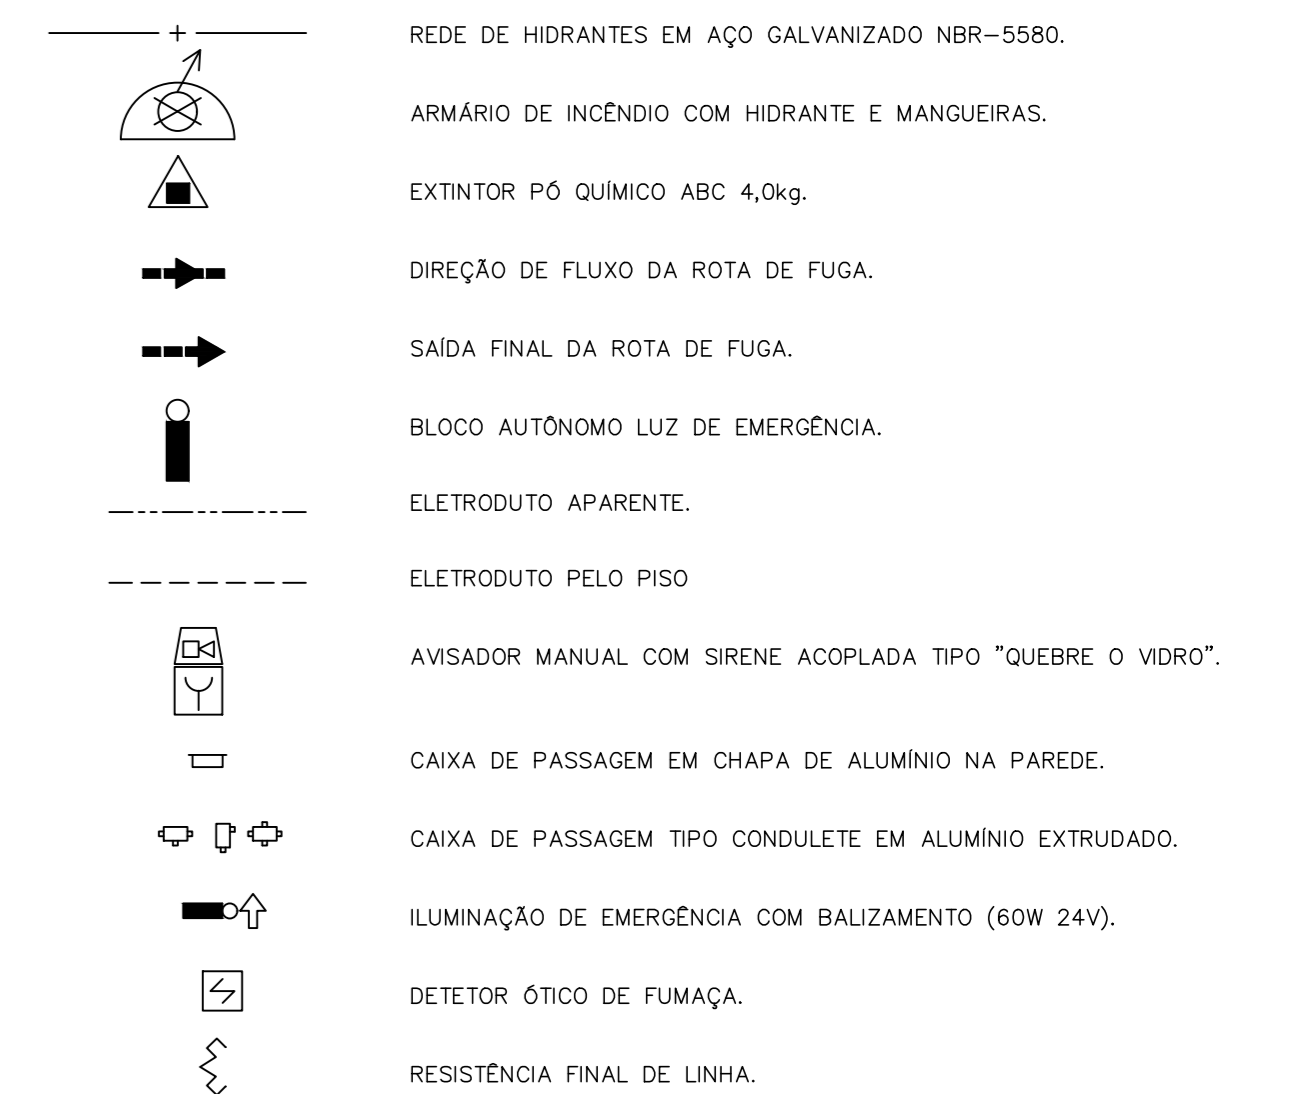 REDE DE HIDRANTES EM AÇO GALVANIZADO NBR-5580.
ARMÁRIO DE INCÊNDIO COM HIDRANTE E MANGUEIRAS.
EXTINTOR PÓ QUÍMICO ABC 4,0kg.
DIREÇÃO DE FLUXO DA ROTA DE FUGA.
SAÍDA FINAL DA ROTA DE FUGA.
BLOCO AUTÔNOMO LUZ DE EMERGÊNCIA.
ELETRODUTO APARENTE.
ELETRODUTO PELO PISO
AVISADOR MANUAL COM SIRENE ACOPLADA TIPO "QUEBRE O VIDRO".
CAIXA DE PASSAGEM EM CHAPA DE ALUMÍNIO NA PAREDE.
CAIXA DE PASSAGEM TIPO CONDULETE EM ALUMÍNIO EXTRUDADO.
ILUMINAÇÃO DE EMERGÊNCIA COM BALIZAMENTO (60W 24V).
DETETOR ÓTICO DE FUMAÇA.
RESISTÊNCIA FINAL DE LINHA.